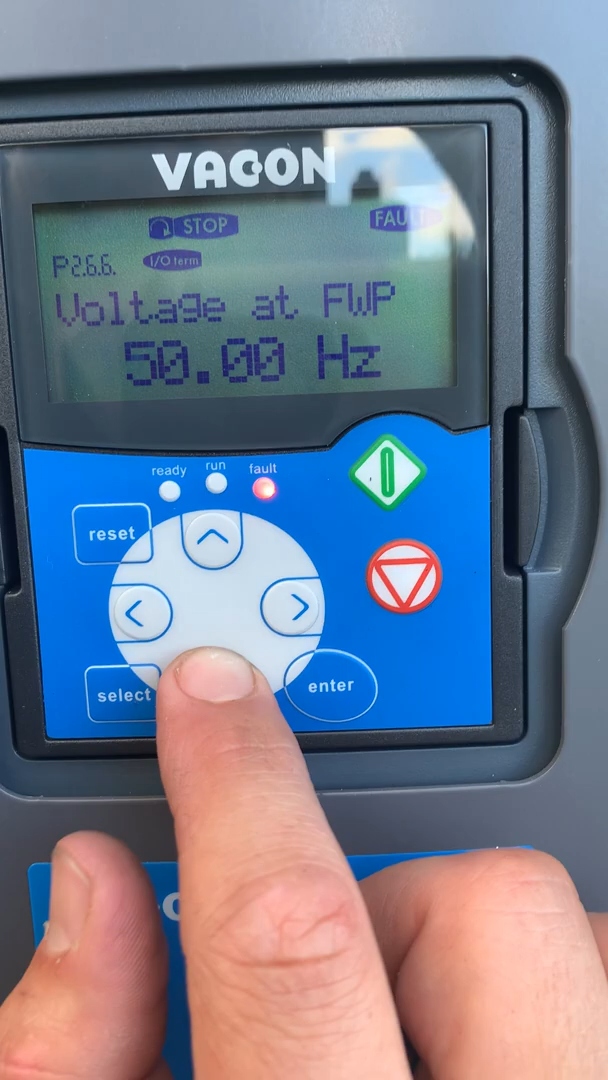 VACON
STOP FAULT
P2.6.6. I/O term
Voltage at FWP
50.00 Hz
ready run fault
reset
select enter